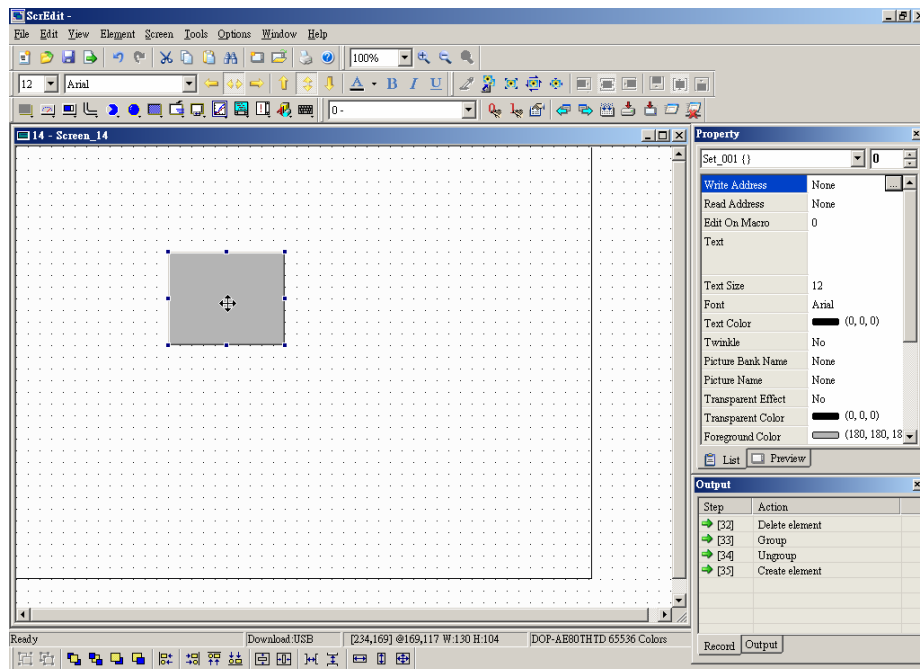 ScrEdit -
File Edit View Element Screen Tools Options Window Help
100%
12 Arial A B I U
0 -
14 - Screen_14
Property
Set_001 {} 0
Write Address None ...
Read Address None
Edit On Macro 0
Text
Text Size 12
Font Arial
Text Color (0, 0, 0)
Twinkle No
Picture Bank Name None
Picture Name None
Transparent Effect No
Transparent Color (0, 0, 0)
Foreground Color (180, 180, 18
List Preview
Output
Step Action
[32] Delete element
[33] Group
[34] Ungroup
[35] Create element
Record Output
Ready Download:USB [234,169] @169,117 W:130 H:104 DOP-AE80THTD 65536 Colors